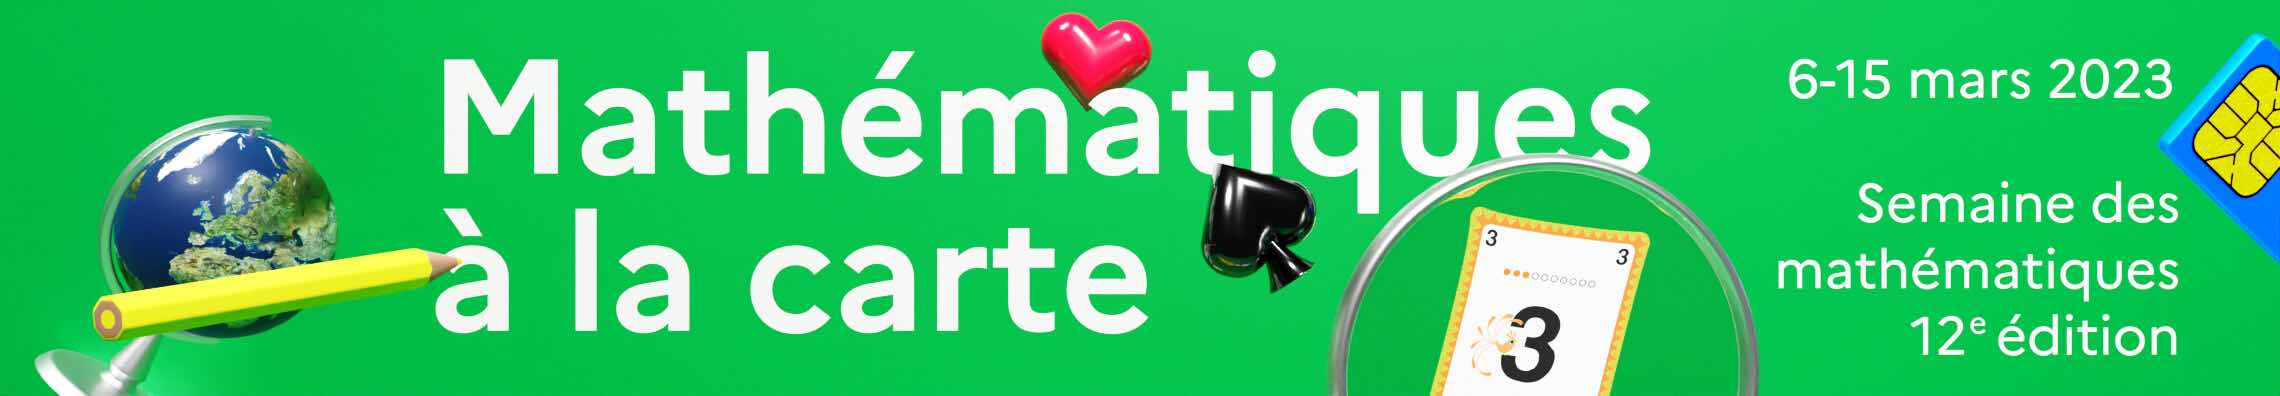 Mathématiques
à la carte
6-15 mars 2023
Semaine des
mathématiques
12e édition
3
3
3